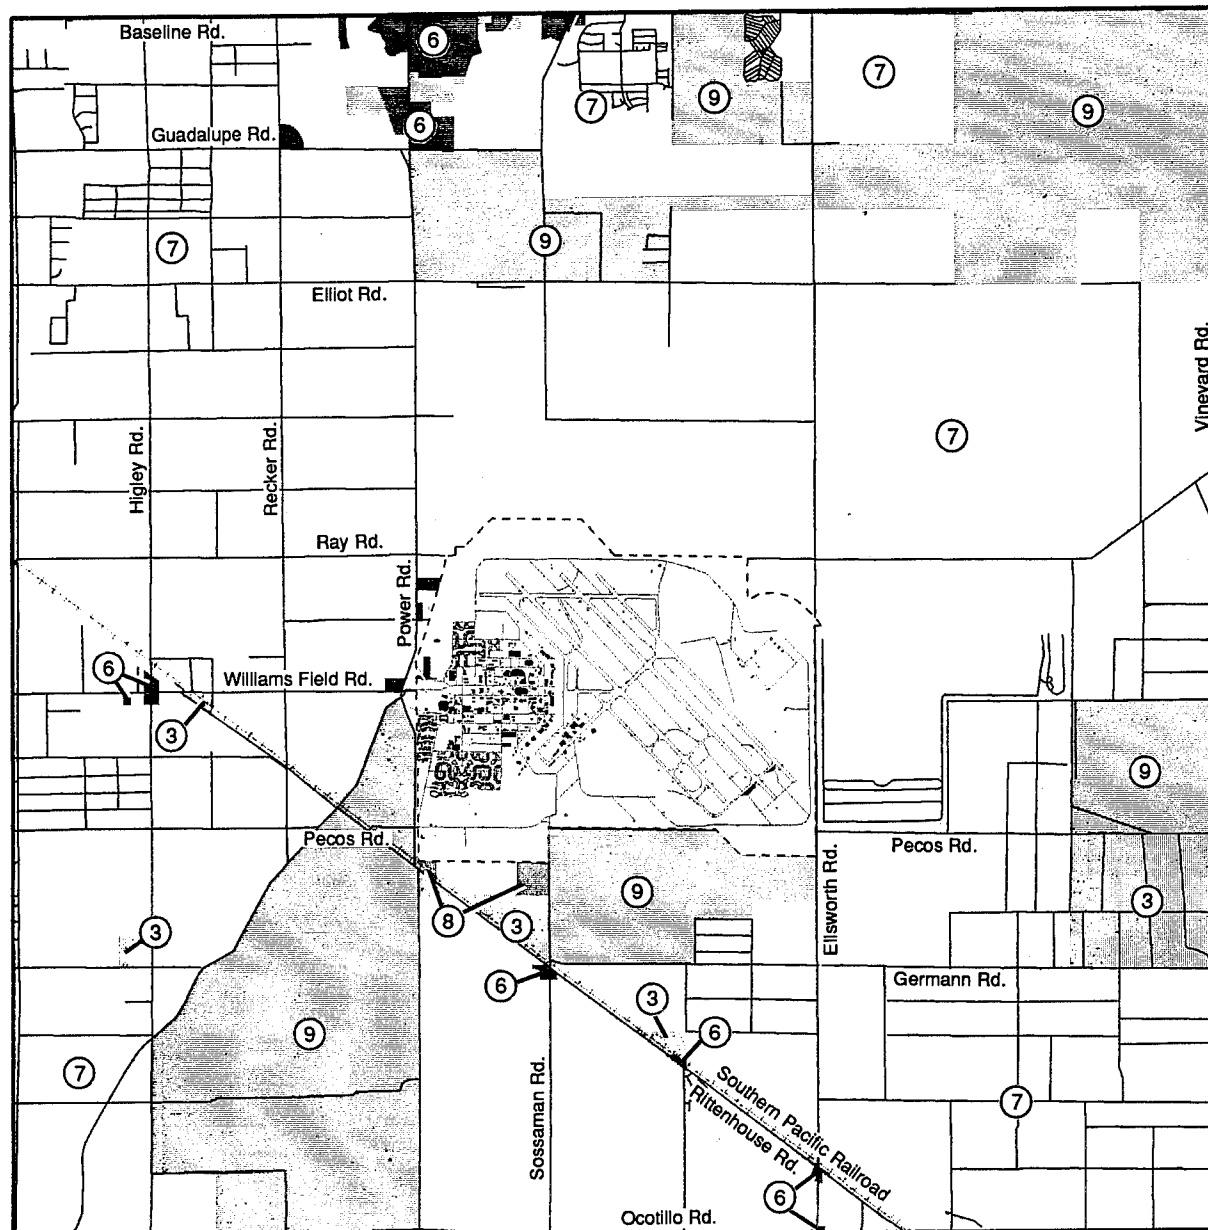 Baseline Rd.
6
7
9
9
7
6
Guadalupe Rd.
7
9
Elliot Rd.
Vineyard Rd.
7
Higley Rd.
Recker Rd.
Ray Rd.
Power Rd.
6
Williams Field Rd.
3
9
Pecos Rd.
Pecos Rd.
Ellsworth Rd.
9
3
8
3
3
6
Germann Rd.
3
9
6
7
Sossaman Rd.
Southern Pacific Railroad
Rittenhouse Rd.
7
6
Ocotillo Rd.